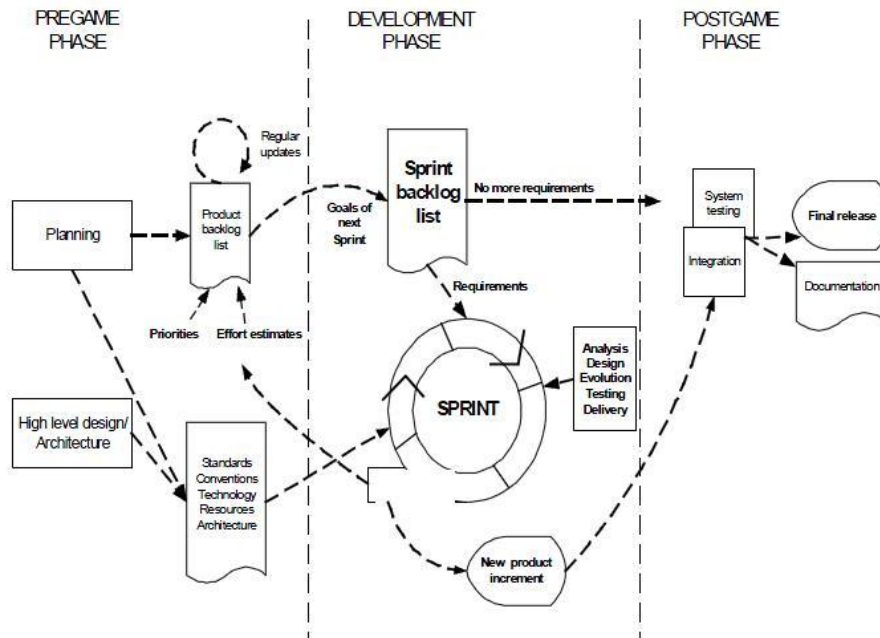 PREGAME
PHASE
DEVELOPMENT
PHASE
POSTGAME
PHASE
Regular
updates
Planning
Product
backlog
list
Goals of
next
Sprint
Sprint
backlog
list
No more requirements
System
testing
Integration
Final release
Documentation
Priorities
Effort estimates
Requirements
High level design/
Architecture
Standards
Conventions
Technology
Resources
Architecture
SPRINT
Analysis
Design
Evolution
Testing
Delivery
New product
increment